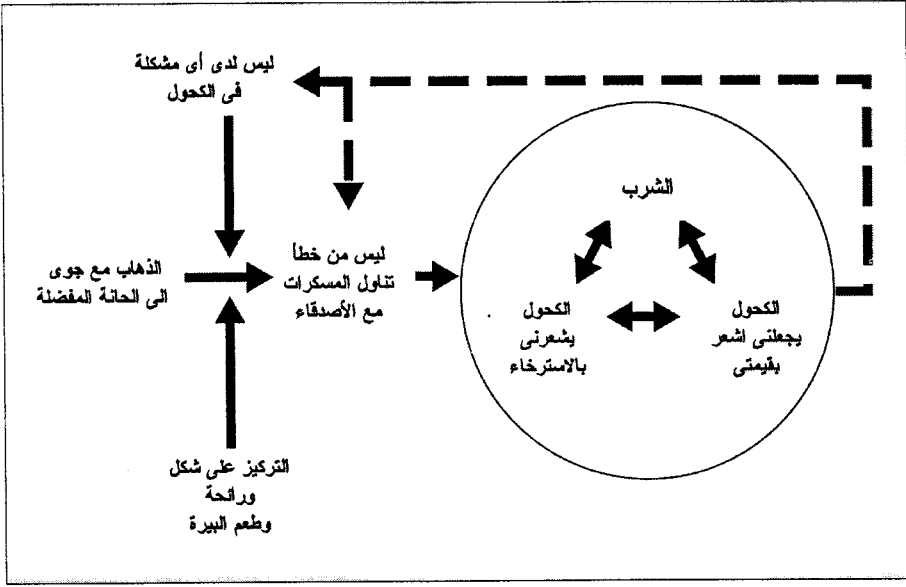 ليس لدى أى مشكلة
فى الكحول
الشرب
الذهاب مع جوى
الى الحانة المفضلة
ليس من خطأ
تناول المسكرات
مع الأصدقاء
الكحول
يشعرنى
بالاسترخاء
الكحول
يجعلنى اشعر
بقيمتى
التركيز على شكل
ورائحة
وطعم البيرة